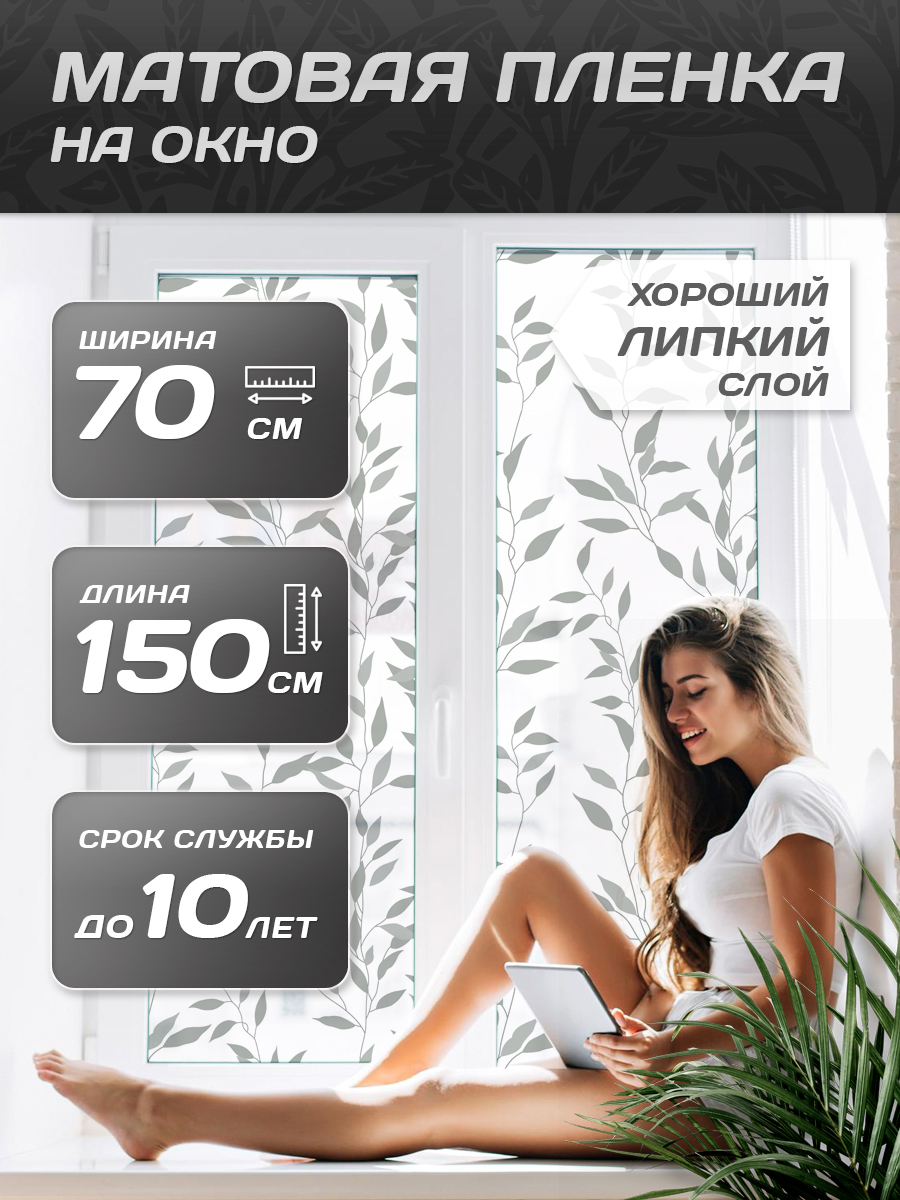 МАТОВАЯ ПЛЕНКА
НА ОКНО
ХОРОШИЙ
ЛИПКИЙ
СЛОЙ
ШИРИНА
70 СМ
ДЛИНА
150 СМ
СРОК СЛУЖБЫ
ДО 10 ЛЕТ